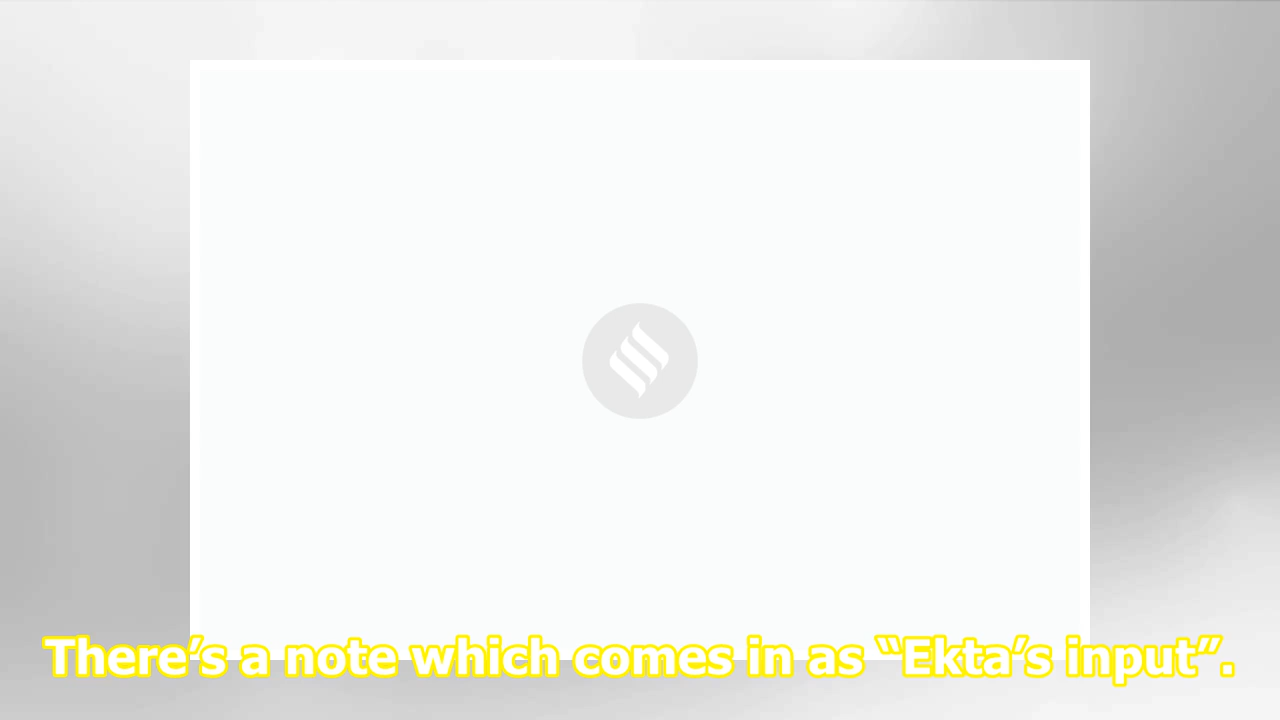 There’s a note which comes in as “Ekta’s input”.